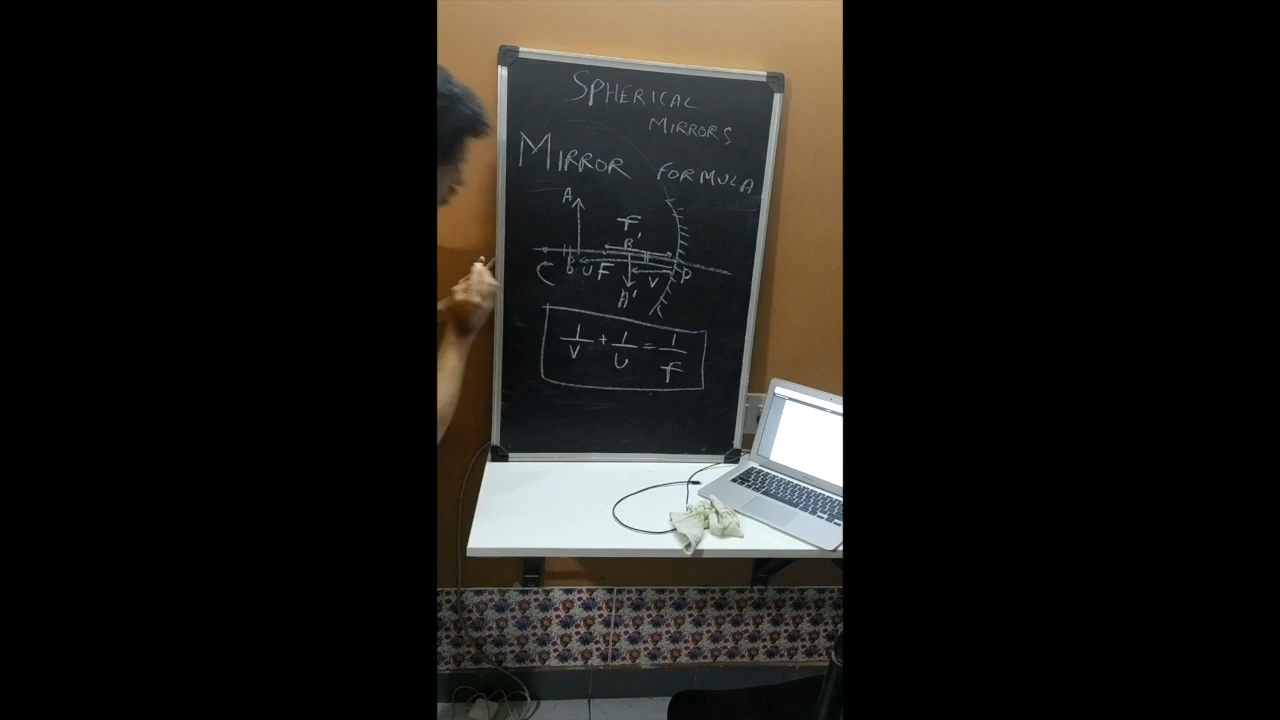 SPHERICAL
MIRRORS
MIRROR FORMULA
A
f
B'
C B U F V P
A'
1/V + 1/U = 1/f